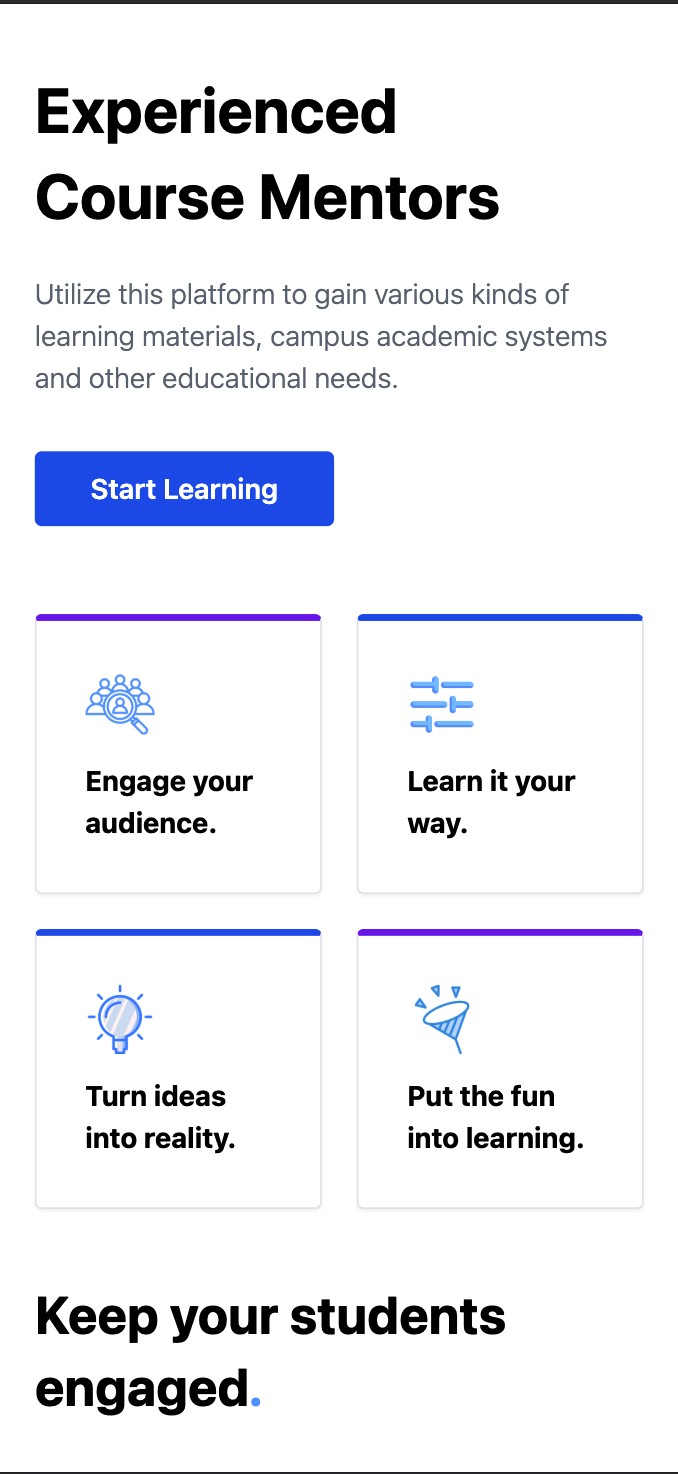 Experienced
Course Mentors
Utilize this platform to gain various kinds of
learning materials, campus academic systems
and other educational needs.
Start Learning
Engage your
audience.
Learn it your
way.
Turn ideas
into reality.
Put the fun
into learning.
Keep your students
engaged.